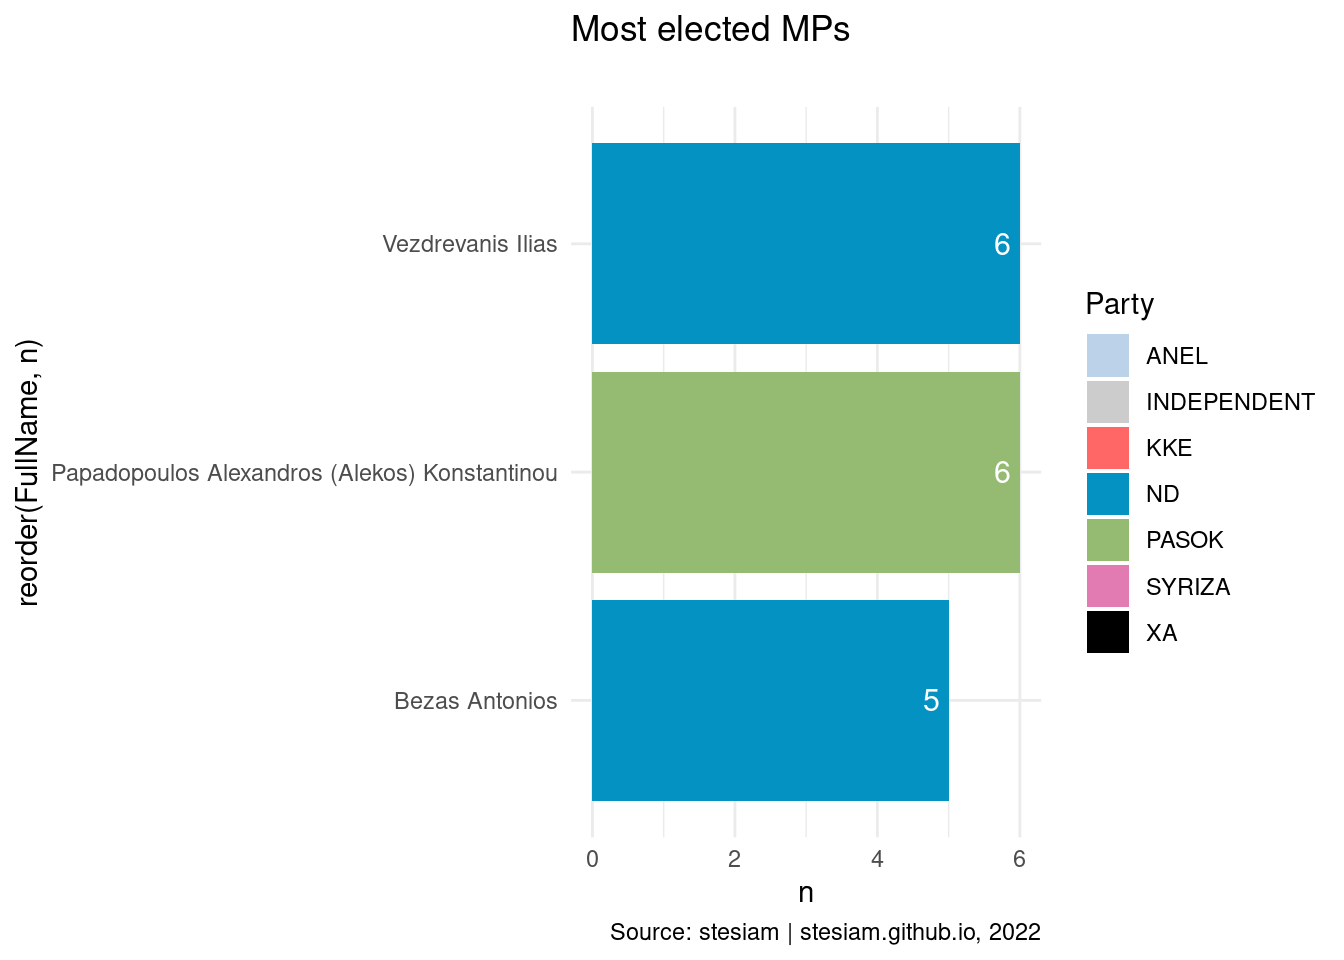 Most elected MPs
reorder(FullName, n)
Vezdrevanis Ilias
6
Papadopoulos Alexandros (Alekos) Konstantinou
6
Bezas Antonios
5
0 2 4 6
n
Party
ANEL
INDEPENDENT
KKE
ND
PASOK
SYRIZA
XA
Source: stesiam | stesiam.github.io, 2022